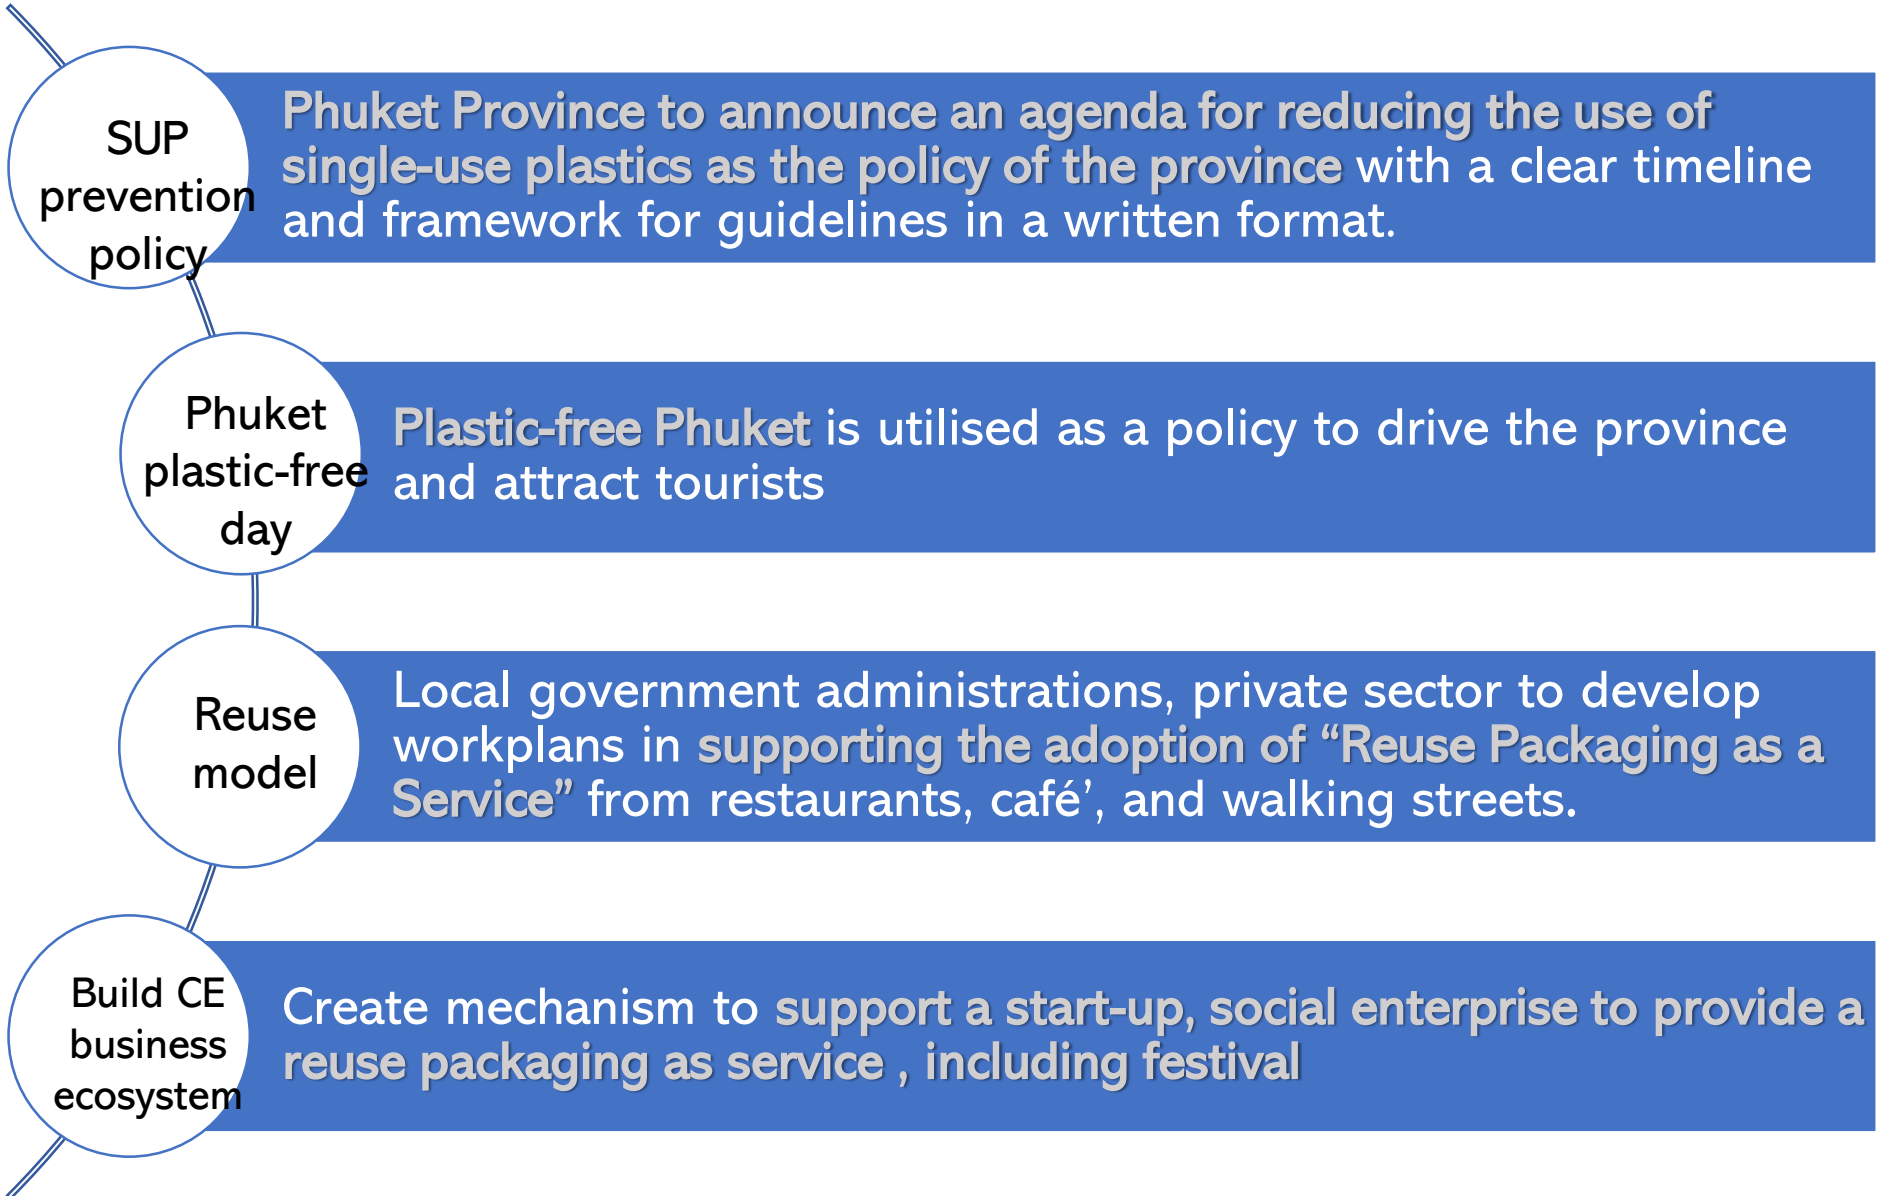 SUP
prevention
policy
Phuket Province to announce an agenda for reducing the use of
single-use plastics as the policy of the province with a clear timeline
and framework for guidelines in a written format.
Phuket
plastic-free
day
Plastic-free Phuket is utilised as a policy to drive the province
and attract tourists
Reuse
model
Local government administrations, private sector to develop
workplans in supporting the adoption of “Reuse Packaging as a
Service” from restaurants, café’, and walking streets.
Build CE
business
ecosystem
Create mechanism to support a start-up, social enterprise to provide a
reuse packaging as service , including festival